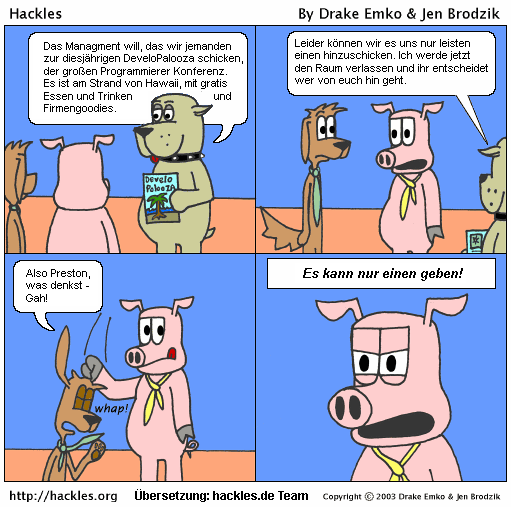 Hackles
By Drake Emko & Jen Brodzik
Das Managment will, das wir jemanden
zur diesjährigen DeveloPalooza schicken,
der großen Programmierer Konferenz.
Es ist am Strand von Hawaii, mit gratis
Essen und Trinken und
Firmengoodies.
Develo
PalooZA
Leider können wir es uns nur leisten
einen hinzuschicken. Ich werde jetzt
den Raum verlassen und ihr entscheidet
wer von euch hin geht.
Also Preston,
was denkst -
Gah!
whap!
Es kann nur einen geben!
http://hackles.org
Übersetzung: hackles.de Team
Copyright © 2003 Drake Emko & Jen Brodzik